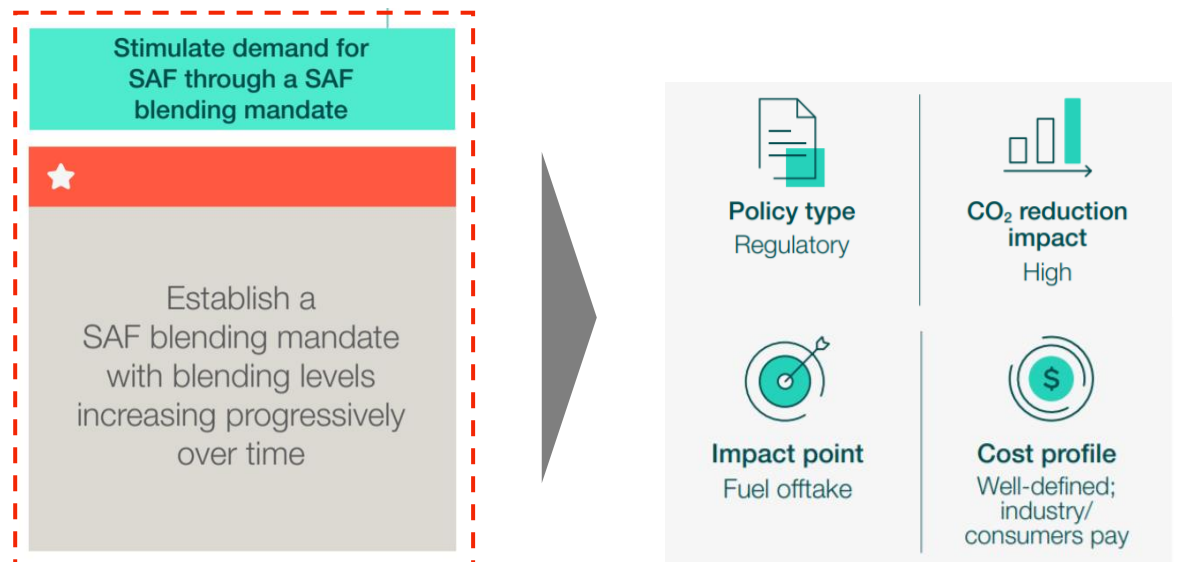 Stimulate demand for
SAF through a SAF
blending mandate
Establish a
SAF blending mandate
with blending levels
increasing progressively
over time
Policy type
Regulatory
CO₂ reduction
impact
High
Impact point
Fuel offtake
$
Cost profile
Well-defined;
industry/
consumers pay